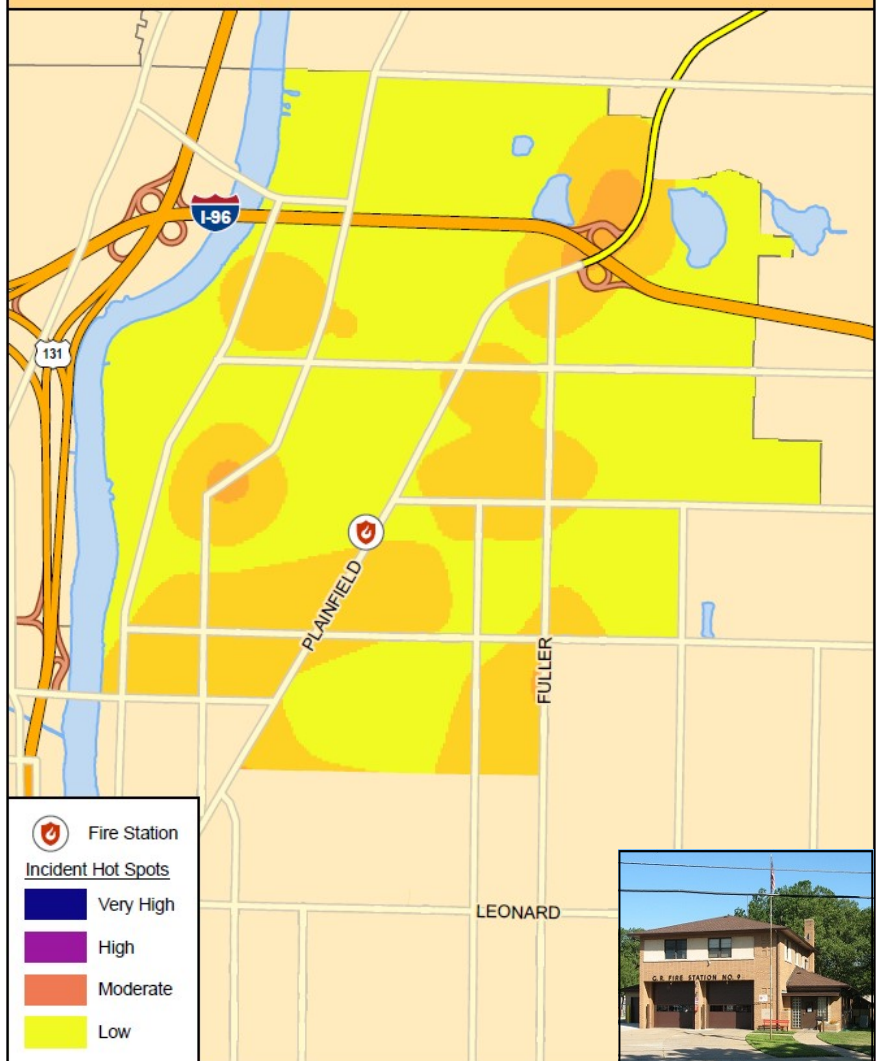 I-96
131
PLAINFIELD
FULLER
LEONARD
Fire Station
Incident Hot Spots
Very High
High
Moderate
Low
G.R. FIRE STATION NO. 9